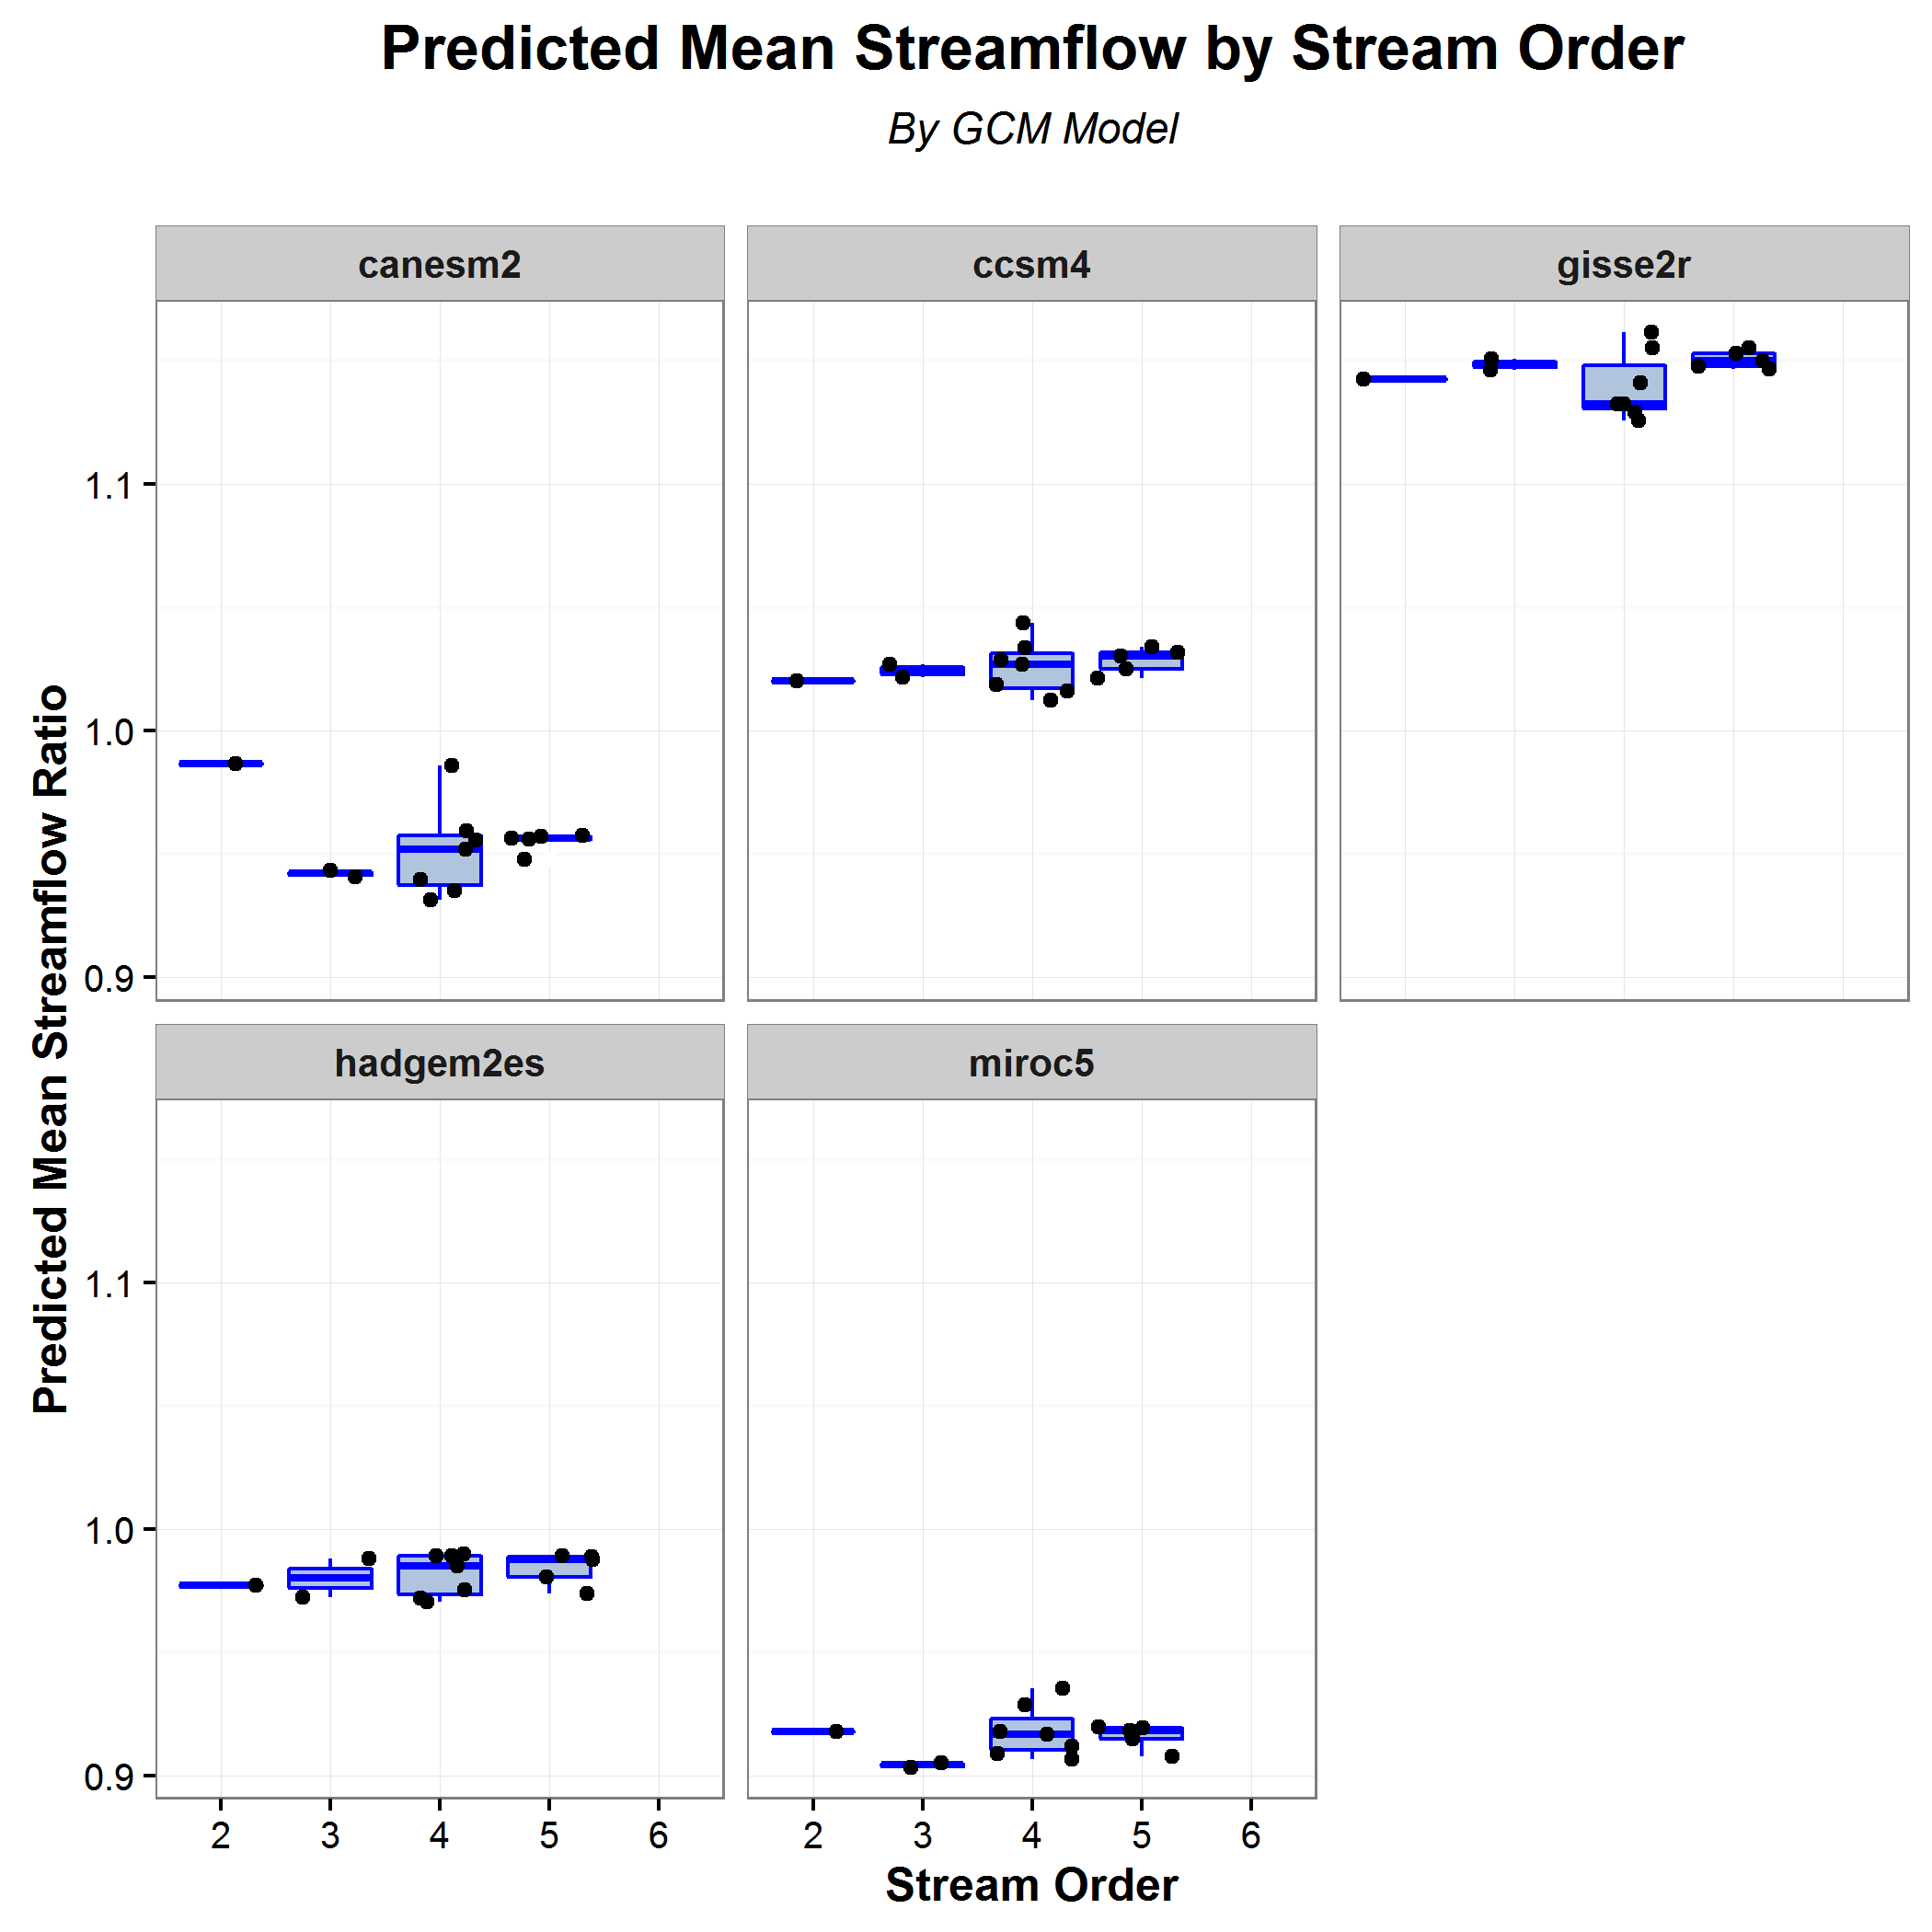 Predicted Mean Streamflow by Stream Order
By GCM Model
canesm2
ccsm4
gisse2r
1.1
1.0
0.9
Predicted Mean Streamflow Ratio
hadgem2es
miroc5
1.1
1.0
0.9
2 3 4 5 6
2 3 4 5 6
Stream Order